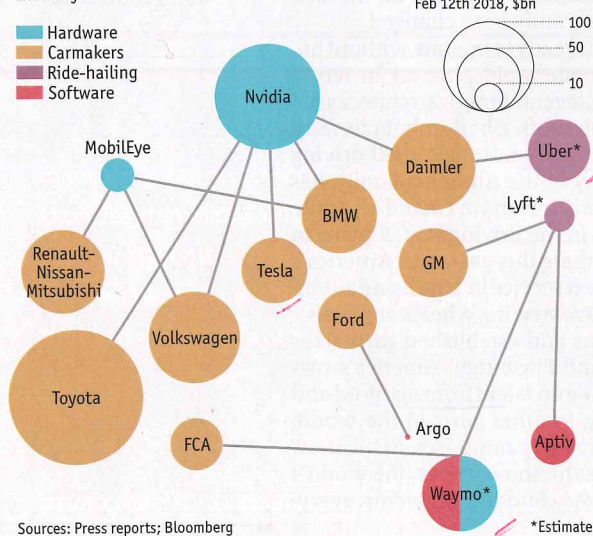 Feb 12th 2018, $bn
100
50
10
Hardware
Carmakers
Ride-hailing
Software
Nvidia
MobilEye
Daimler
Uber*
Lyft*
BMW
Renault-
Nissan-
Mitsubishi
Tesla
GM
Ford
Volkswagen
Toyota
Argo
FCA
Aptiv
Waymo*
Sources: Press reports; Bloomberg
*Estimate